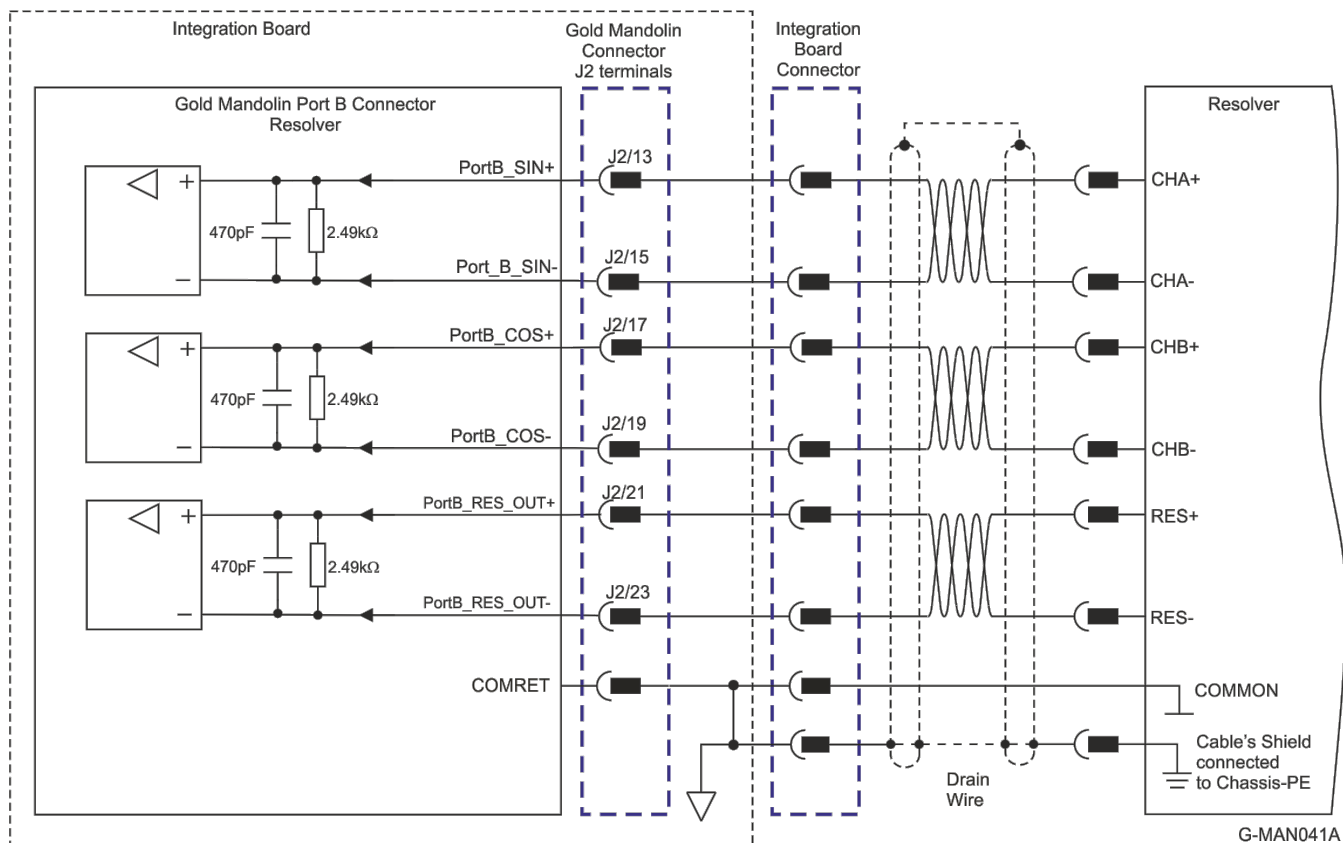 Integration Board
Gold Mandolin
Connector
J2 terminals
Integration
Board
Connector
Gold Mandolin Port B Connector
Resolver
Resolver
+
470pF
2.49kΩ
PortB_SIN+
J2/13
CHA+
−
Port_B_SIN-
J2/15
CHA-
+
470pF
2.49kΩ
PortB_COS+
J2/17
CHB+
−
PortB_COS-
J2/19
CHB-
+
470pF
2.49kΩ
PortB_RES_OUT+
J2/21
RES+
−
PortB_RES_OUT-
J2/23
RES-
COMRET
COMMON
Drain
Wire
Cable's Shield
connected
to Chassis-PE
G-MAN041A